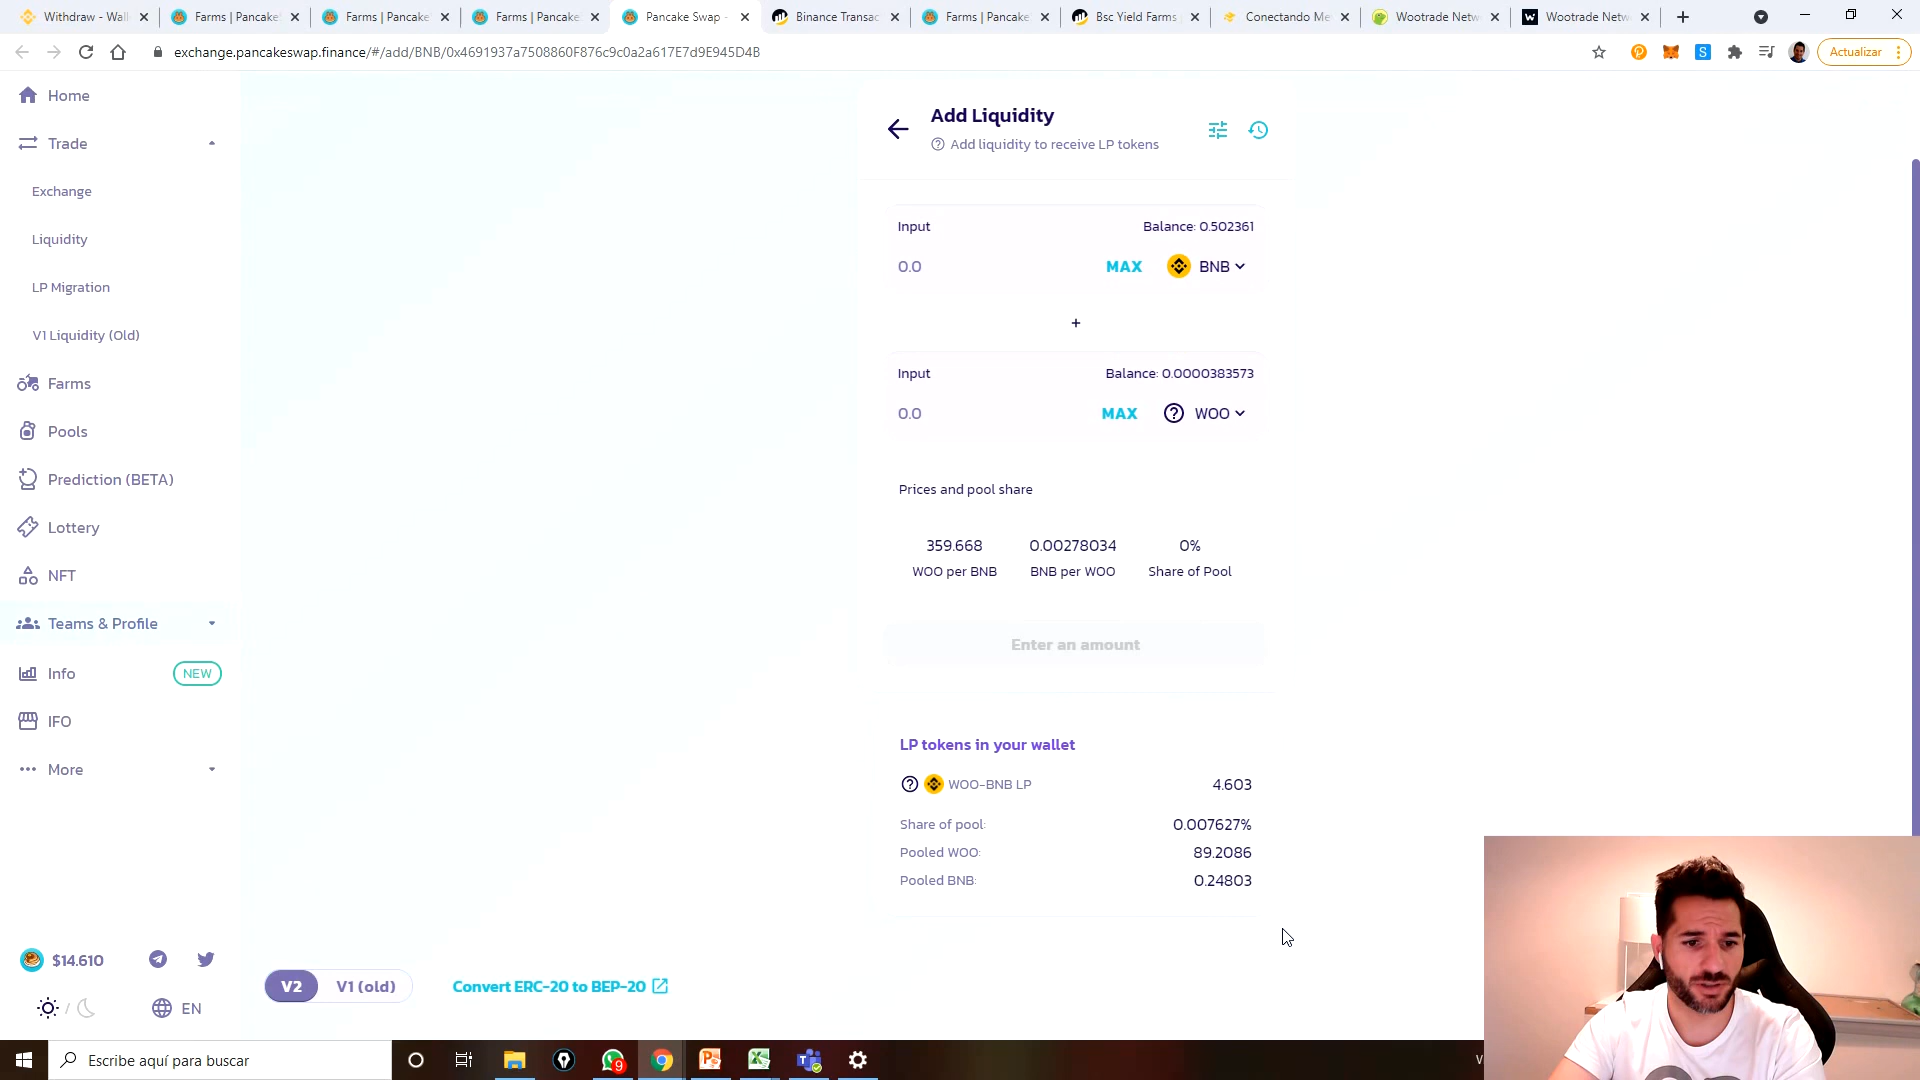 Withdraw - Wall
Farms | PancakeS
Farms | Pancake
Farms | Pancake
Pancake Swap -
Binance Transac
Farms | Pancake
Bsc Yield Farms
Conectando Me
Wootrade Netw
Wootrade Netw
exchange.pancakeswap.finance/#/add/BNB/0x4691937a7508860F876c9c0a2a617E7d9E945D4B
Actualizar
Home
Trade
Exchange
Liquidity
LP Migration
V1 Liquidity (Old)
Farms
Pools
Prediction (BETA)
Lottery
NFT
Teams & Profile
Info
NEW
IFO
More
$14.610
EN
Add Liquidity
Add liquidity to receive LP tokens
Input
Balance: 0.502361
0.0
MAX
BNB
+
Input
Balance: 0.0000383573
0.0
MAX
WOO
Prices and pool share
359.668
0.00278034
0%
WOO per BNB
BNB per WOO
Share of Pool
Enter an amount
LP tokens in your wallet
WOO-BNB LP
4.603
Share of pool:
0.007627%
Pooled WOO:
89.2086
Pooled BNB:
0.24803
V2
V1 (old)
Convert ERC-20 to BEP-20
Escribe aquí para buscar
9